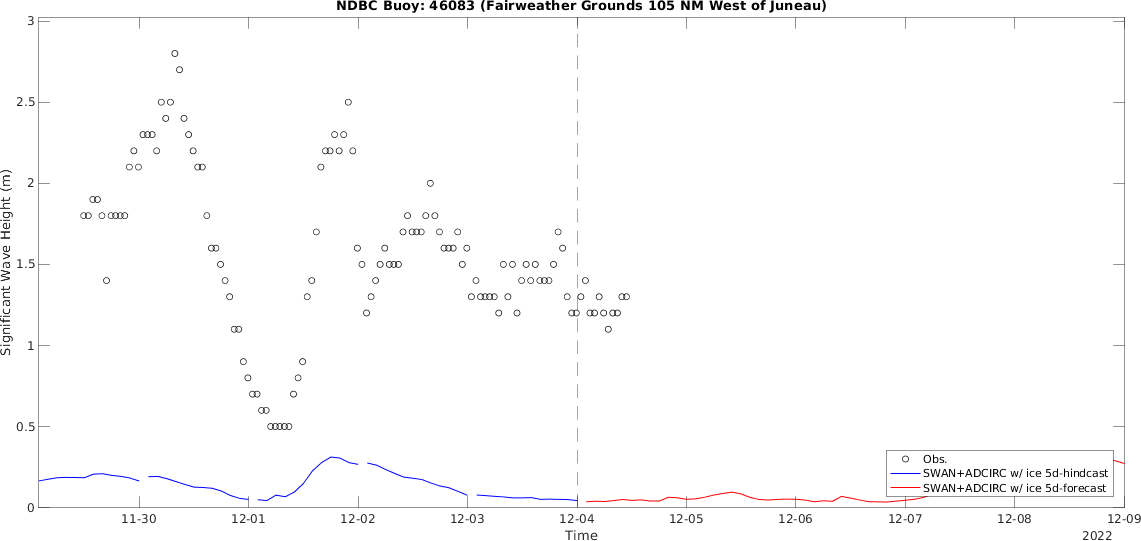 NDBC Buoy: 46083 (Fairweather Grounds 105 NM West of Juneau)
3
2.5
2
1.5
1
0.5
0
Significant Wave Height (m)
Obs.
SWAN+ADCIRC w/ ice 5d-hindcast
SWAN+ADCIRC w/ ice 5d-forecast
11-30 12-01 12-02 12-03 12-04 12-05 12-06 12-07 12-08 12-09
Time
2022